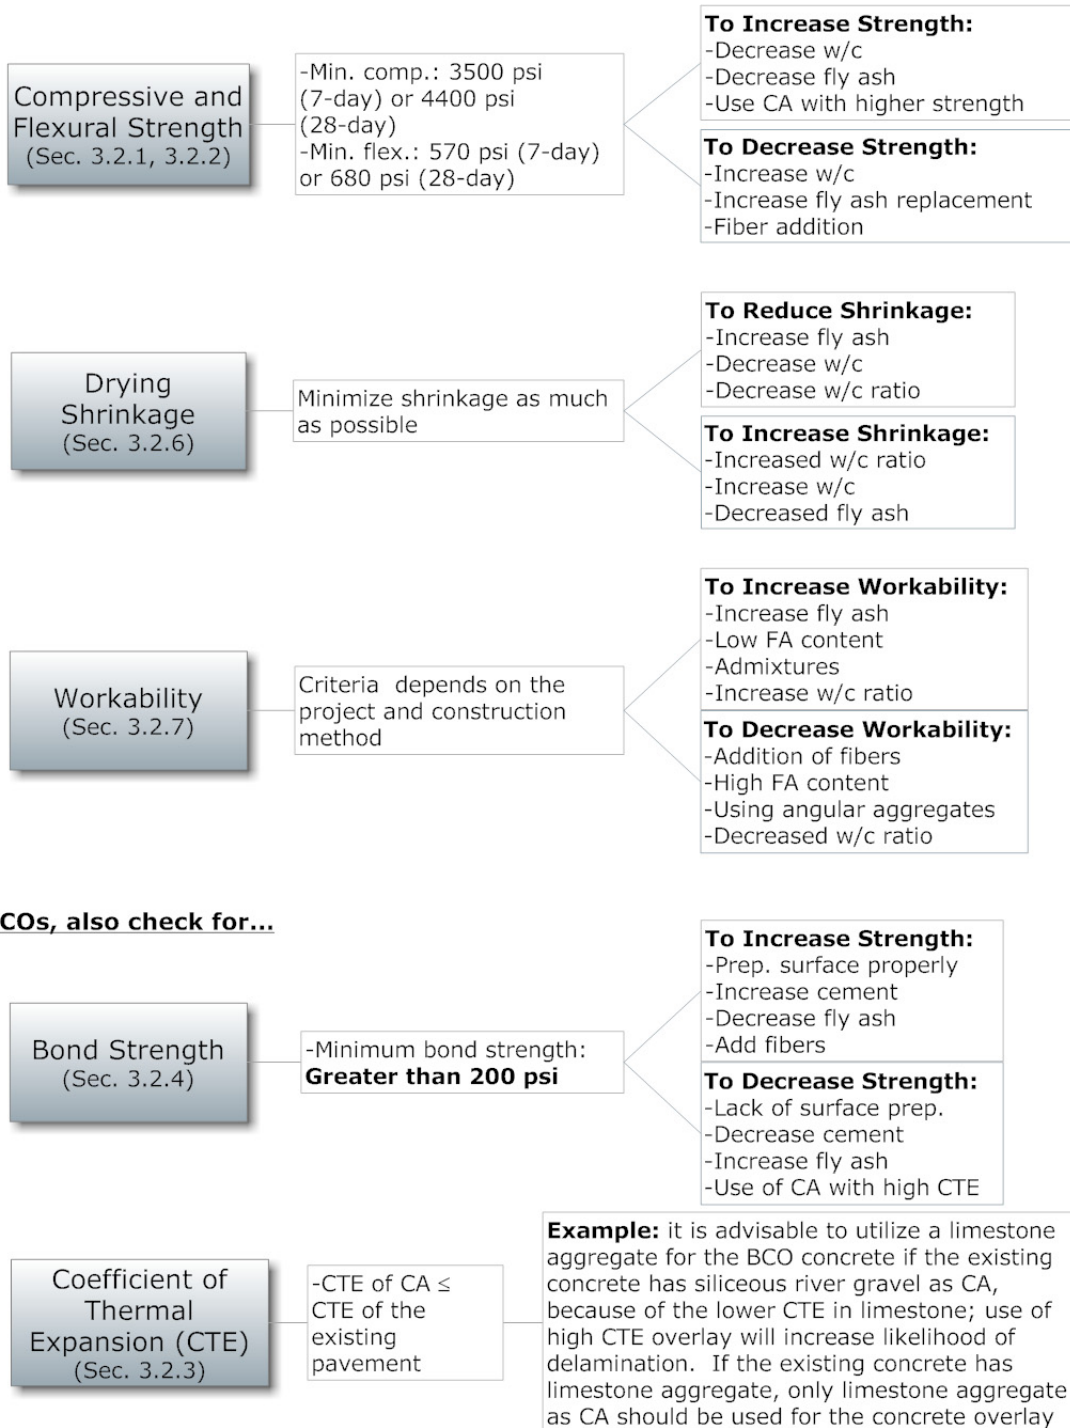 Compressive and
Flexural Strength
(Sec. 3.2.1, 3.2.2)
-Min. comp.: 3500 psi
(7-day) or 4400 psi
(28-day)
-Min. flex.: 570 psi (7-day)
or 680 psi (28-day)
To Increase Strength:
-Decrease w/c
-Decrease fly ash
-Use CA with higher strength
To Decrease Strength:
-Increase w/c
-Increase fly ash replacement
-Fiber addition
Drying
Shrinkage
(Sec. 3.2.6)
Minimize shrinkage as much
as possible
To Reduce Shrinkage:
-Increase fly ash
-Decrease w/c
-Decrease w/c ratio
To Increase Shrinkage:
-Increased w/c ratio
-Increase w/c
-Decreased fly ash
Workability
(Sec. 3.2.7)
Criteria  depends on the
project and construction
method
To Increase Workability:
-Increase fly ash
-Low FA content
-Admixtures
-Increase w/c ratio
To Decrease Workability:
-Addition of fibers
-High FA content
-Using angular aggregates
-Decreased w/c ratio
COs, also check for...
Bond Strength
(Sec. 3.2.4)
-Minimum bond strength:
Greater than 200 psi
To Increase Strength:
-Prep. surface properly
-Increase cement
-Decrease fly ash
-Add fibers
To Decrease Strength:
-Lack of surface prep.
-Decrease cement
-Increase fly ash
-Use of CA with high CTE
Coefficient of
Thermal
Expansion (CTE)
(Sec. 3.2.3)
-CTE of CA ≤
CTE of the
existing
pavement
Example: it is advisable to utilize a limestone
aggregate for the BCO concrete if the existing
concrete has siliceous river gravel as CA,
because of the lower CTE in limestone; use of
high CTE overlay will increase likelihood of
delamination.  If the existing concrete has
limestone aggregate, only limestone aggregate
as CA should be used for the concrete overlay